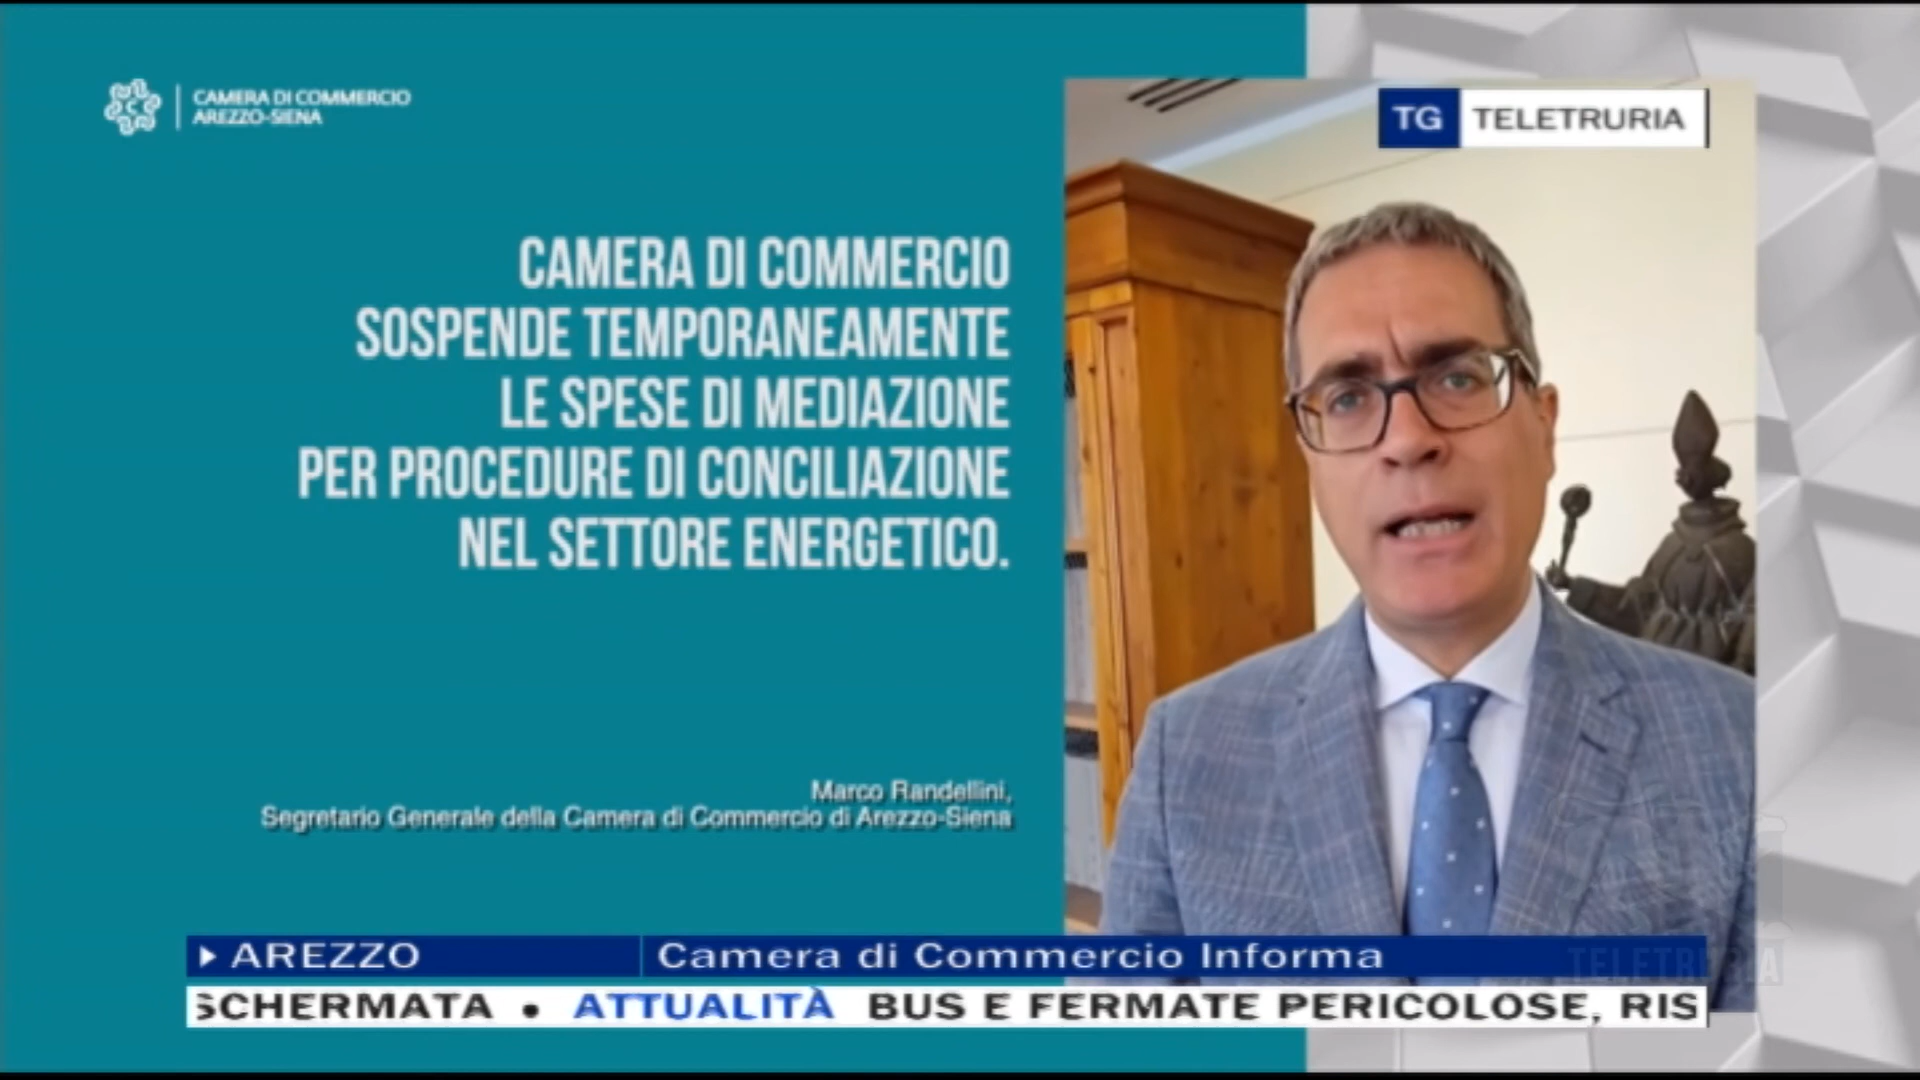 CAMERA DI COMMERCIO
AREZZO-SIENA
TG TELETRURIA
CAMERA DI COMMERCIO
SOSPENDE TEMPORANEAMENTE
LE SPESE DI MEDIAZIONE
PER PROCEDURE DI CONCILIAZIONE
NEL SETTORE ENERGETICO.
Marco Randellini,
Segretario Generale della Camera di Commercio di Arezzo-Siena
AREZZO Camera di Commercio Informa
TELETRURIA
SCHERMATA • ATTUALITÀ BUS E FERMATE PERICOLOSE, RIS